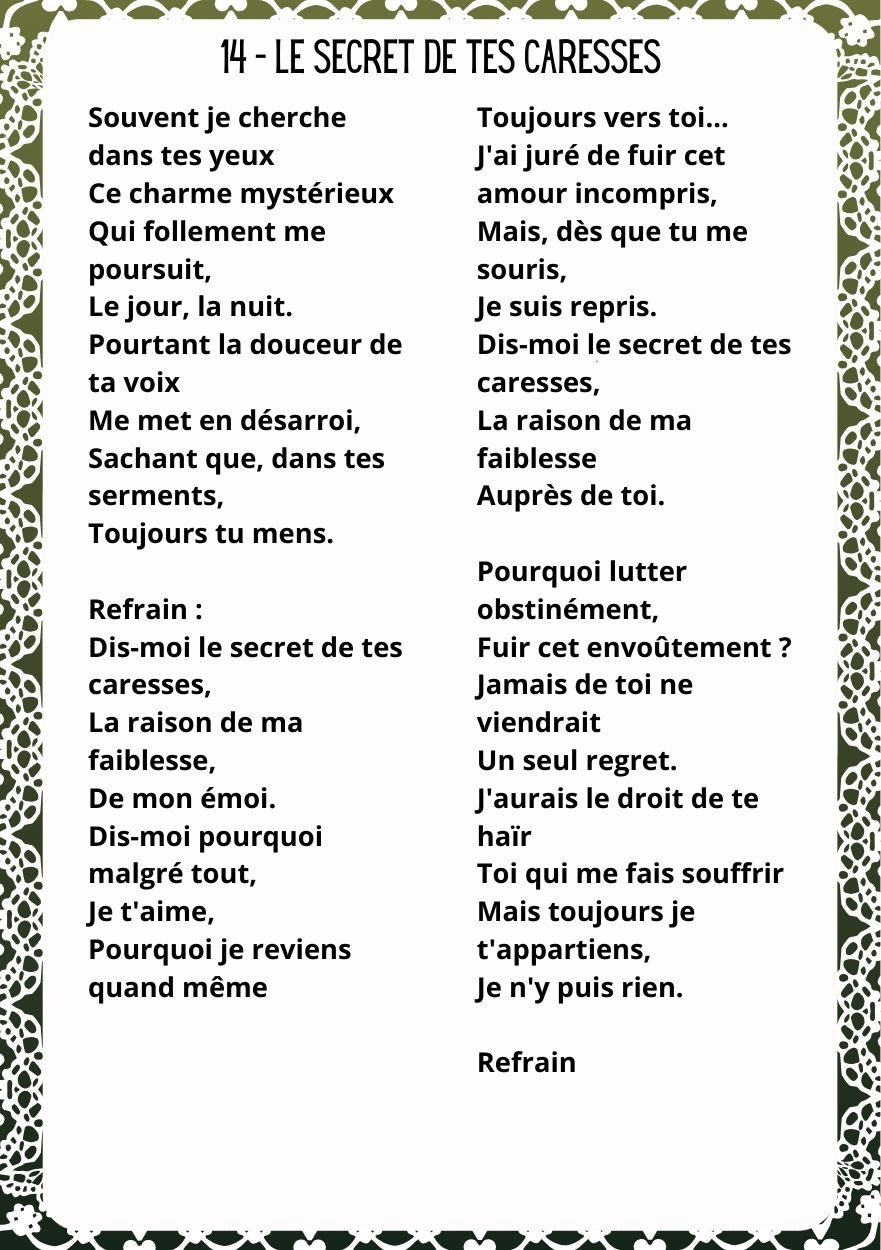 14 - LE SECRET DE TES CARESSES
Souvent je cherche
dans tes yeux
Ce charme mystérieux
Qui follement me
poursuit,
Le jour, la nuit.
Pourtant la douceur de
ta voix
Me met en désarroi,
Sachant que, dans tes
serments,
Toujours tu mens.

Refrain :
Dis-moi le secret de tes
caresses,
La raison de ma
faiblesse,
De mon émoi.
Dis-moi pourquoi
malgré tout,
Je t'aime,
Pourquoi je reviens
quand même

Toujours vers toi...
J'ai juré de fuir cet
amour incompris,
Mais, dès que tu me
souris,
Je suis repris.
Dis-moi le secret de tes
caresses,
La raison de ma
faiblesse
Auprès de toi.

Pourquoi lutter
obstinément,
Fuir cet envoûtement ?
Jamais de toi ne
viendrait
Un seul regret.
J'aurais le droit de te
haïr
Toi qui me fais souffrir
Mais toujours je
t'appartiens,
Je n'y puis rien.

Refrain